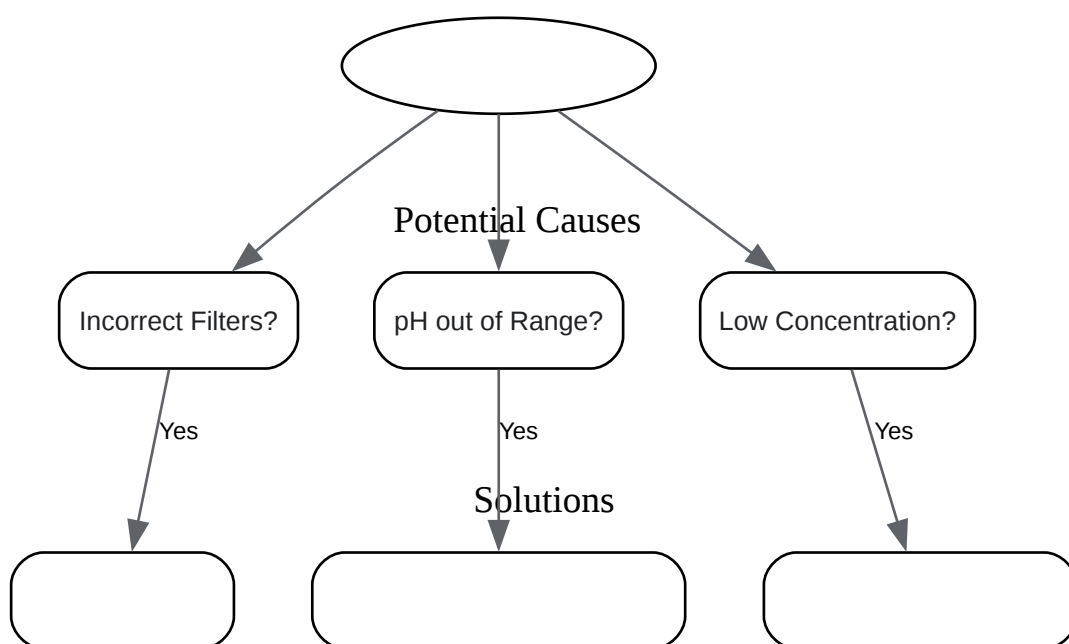 Potential Causes
Incorrect Filters?
pH out of Range?
Low Concentration?
Yes
Yes
Yes
Solutions